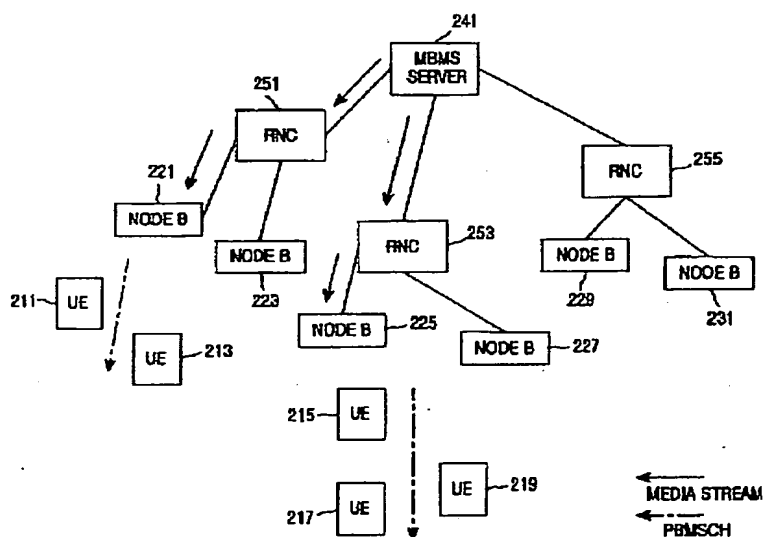 241
MBMS
SERVER
251
RNC
RNC
255
221
NODE B
RNC
253
NODE B
NODE B
NODE B
223
229
231
211
UE
NODE B
225
NODE B
227
UE
213
215
UE
UE
219
217
UE
MEDIA STREAM
PBMSCH